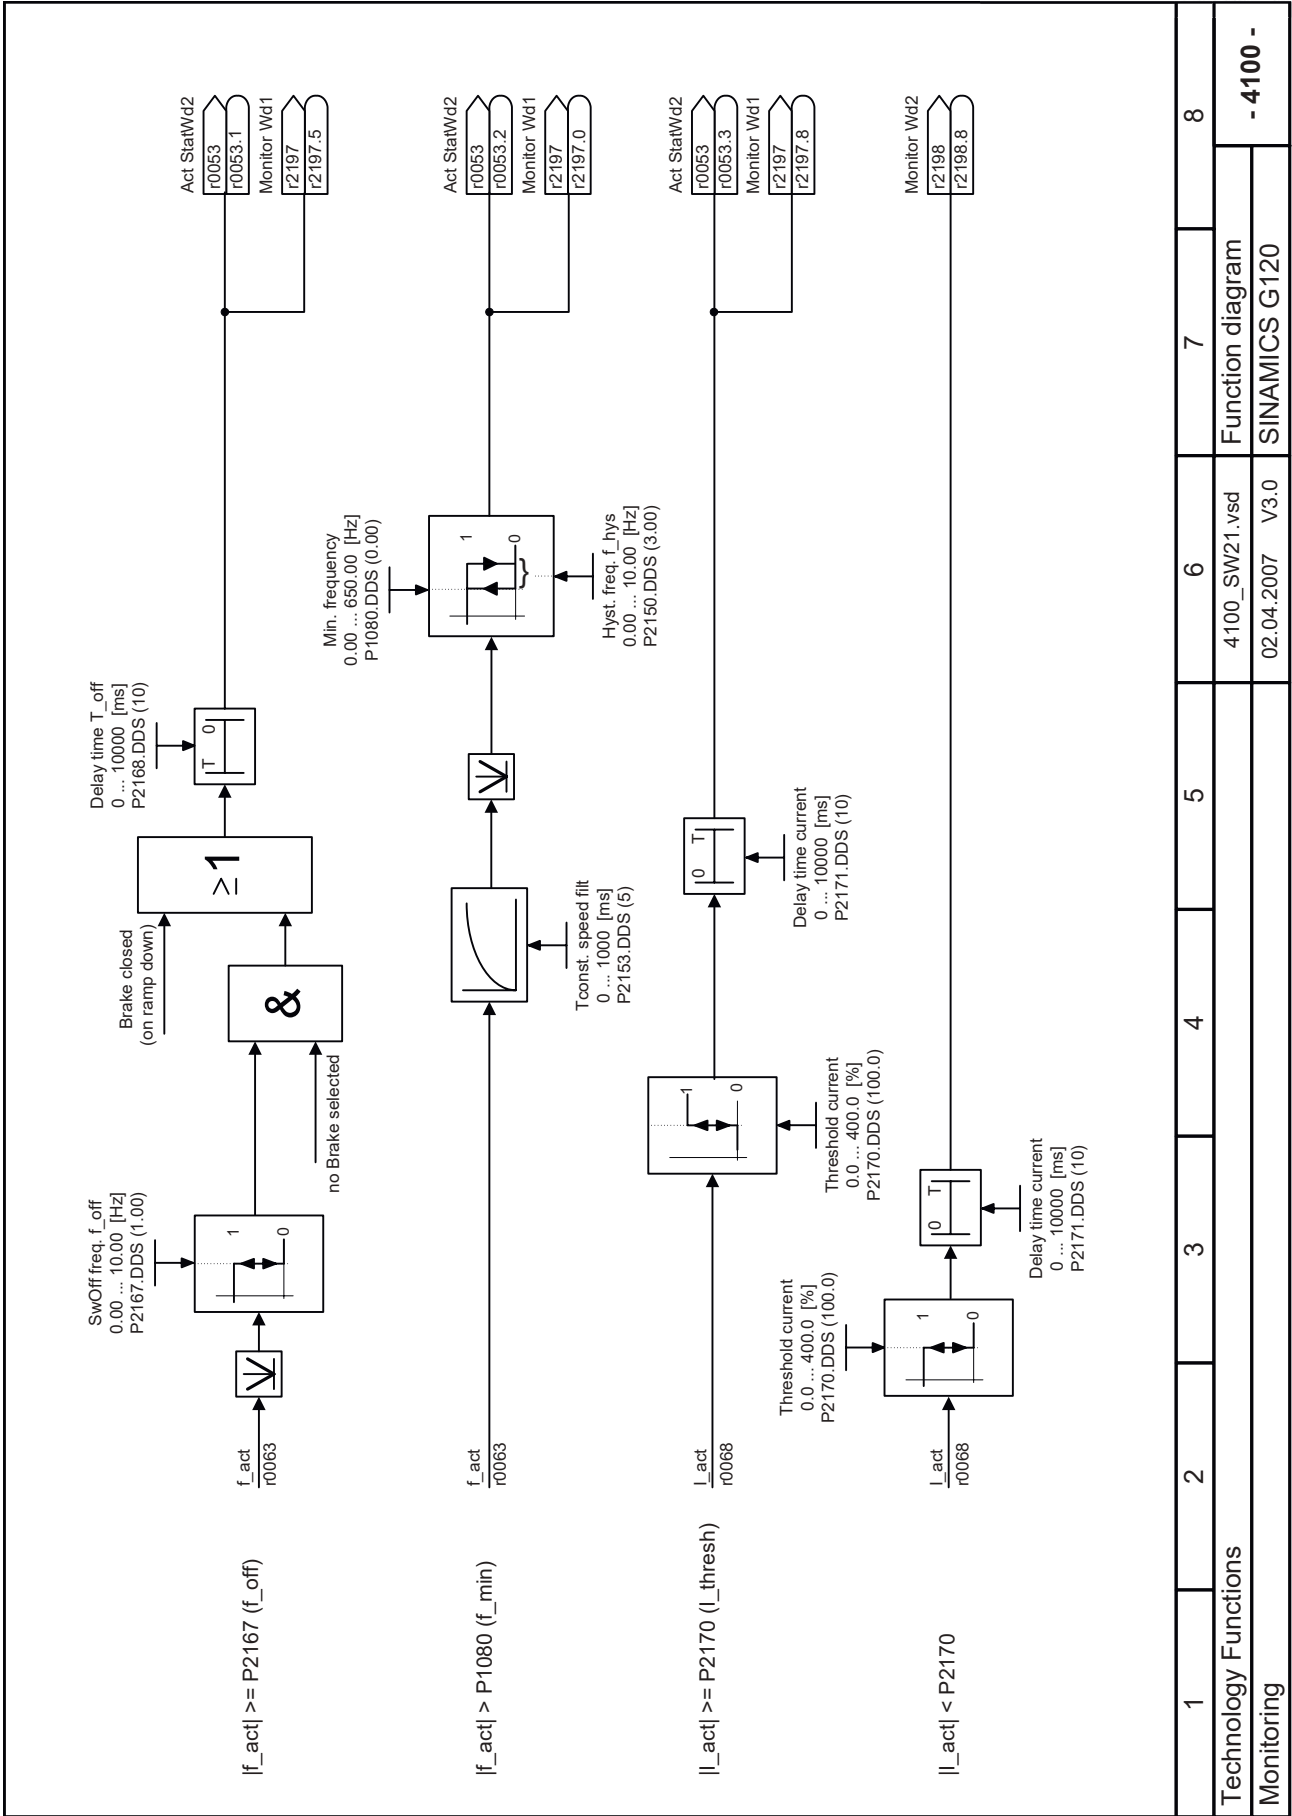 |f_act| >= P2167 (f_off)
f_act
r0063
SwOff freq. f_off
0.00 ... 10.00 [Hz]
P2167.DDS (1.00)
1
0
no Brake selected
&
Brake closed
(on ramp down)
≥1
Delay time T_off
0 ... 10000 [ms]
P2168.DDS (10)
T 0
Act StatWd2
r0053
r0053.1
Monitor Wd1
r2197
r2197.5
|f_act| > P1080 (f_min)
f_act
r0063
Tconst. speed filt
0 ... 1000 [ms]
P2153.DDS (5)
Min. frequency
0.00 ... 650.00 [Hz]
P1080.DDS (0.00)
1
0
}
Hyst. freq. f_hys
0.00 ... 10.00 [Hz]
P2150.DDS (3.00)
Act StatWd2
r0053
r0053.2
Monitor Wd1
r2197
r2197.0
|I_act| >= P2170 (I_thresh)
I_act
r0068
1
0
Threshold current
0.0 ... 400.0 [%]
P2170.DDS (100.0)
0 T
Delay time current
0 ... 10000 [ms]
P2171.DDS (10)
Act StatWd2
r0053
r0053.3
Monitor Wd1
r2197
r2197.8
|I_act| < P2170
I_act
r0068
Threshold current
0.0 ... 400.0 [%]
P2170.DDS (100.0)
1
0
0 T
Delay time current
0 ... 10000 [ms]
P2171.DDS (10)
Monitor Wd2
r2198
r2198.8
1 2 3 4 5 6 7 8
Technology Functions 4100_SW21.vsd Function diagram - 4100 -
Monitoring 02.04.2007 V3.0 SINAMICS G120